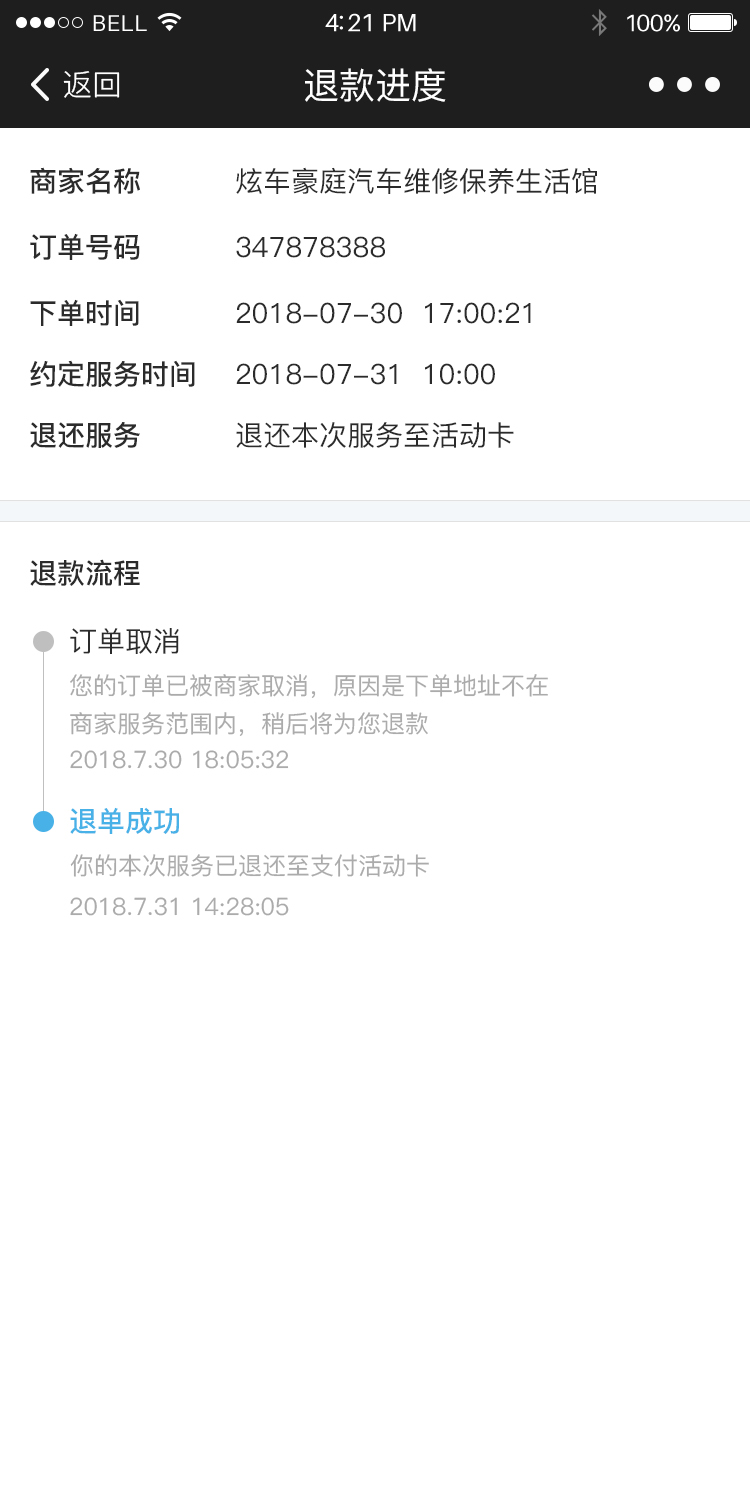 BELL 4:21 PM 100%
返回 退款进度
商家名称 炫车豪庭汽车维修保养生活馆
订单号码 347878388
下单时间 2018-07-30 17:00:21
约定服务时间 2018-07-31 10:00
退还服务 退还本次服务至活动卡
退款流程
订单取消
您的订单已被商家取消，原因是下单地址不在
商家服务范围内，稍后将为您退款
2018.7.30 18:05:32
退单成功
你的本次服务已退还至支付活动卡
2018.7.31 14:28:05